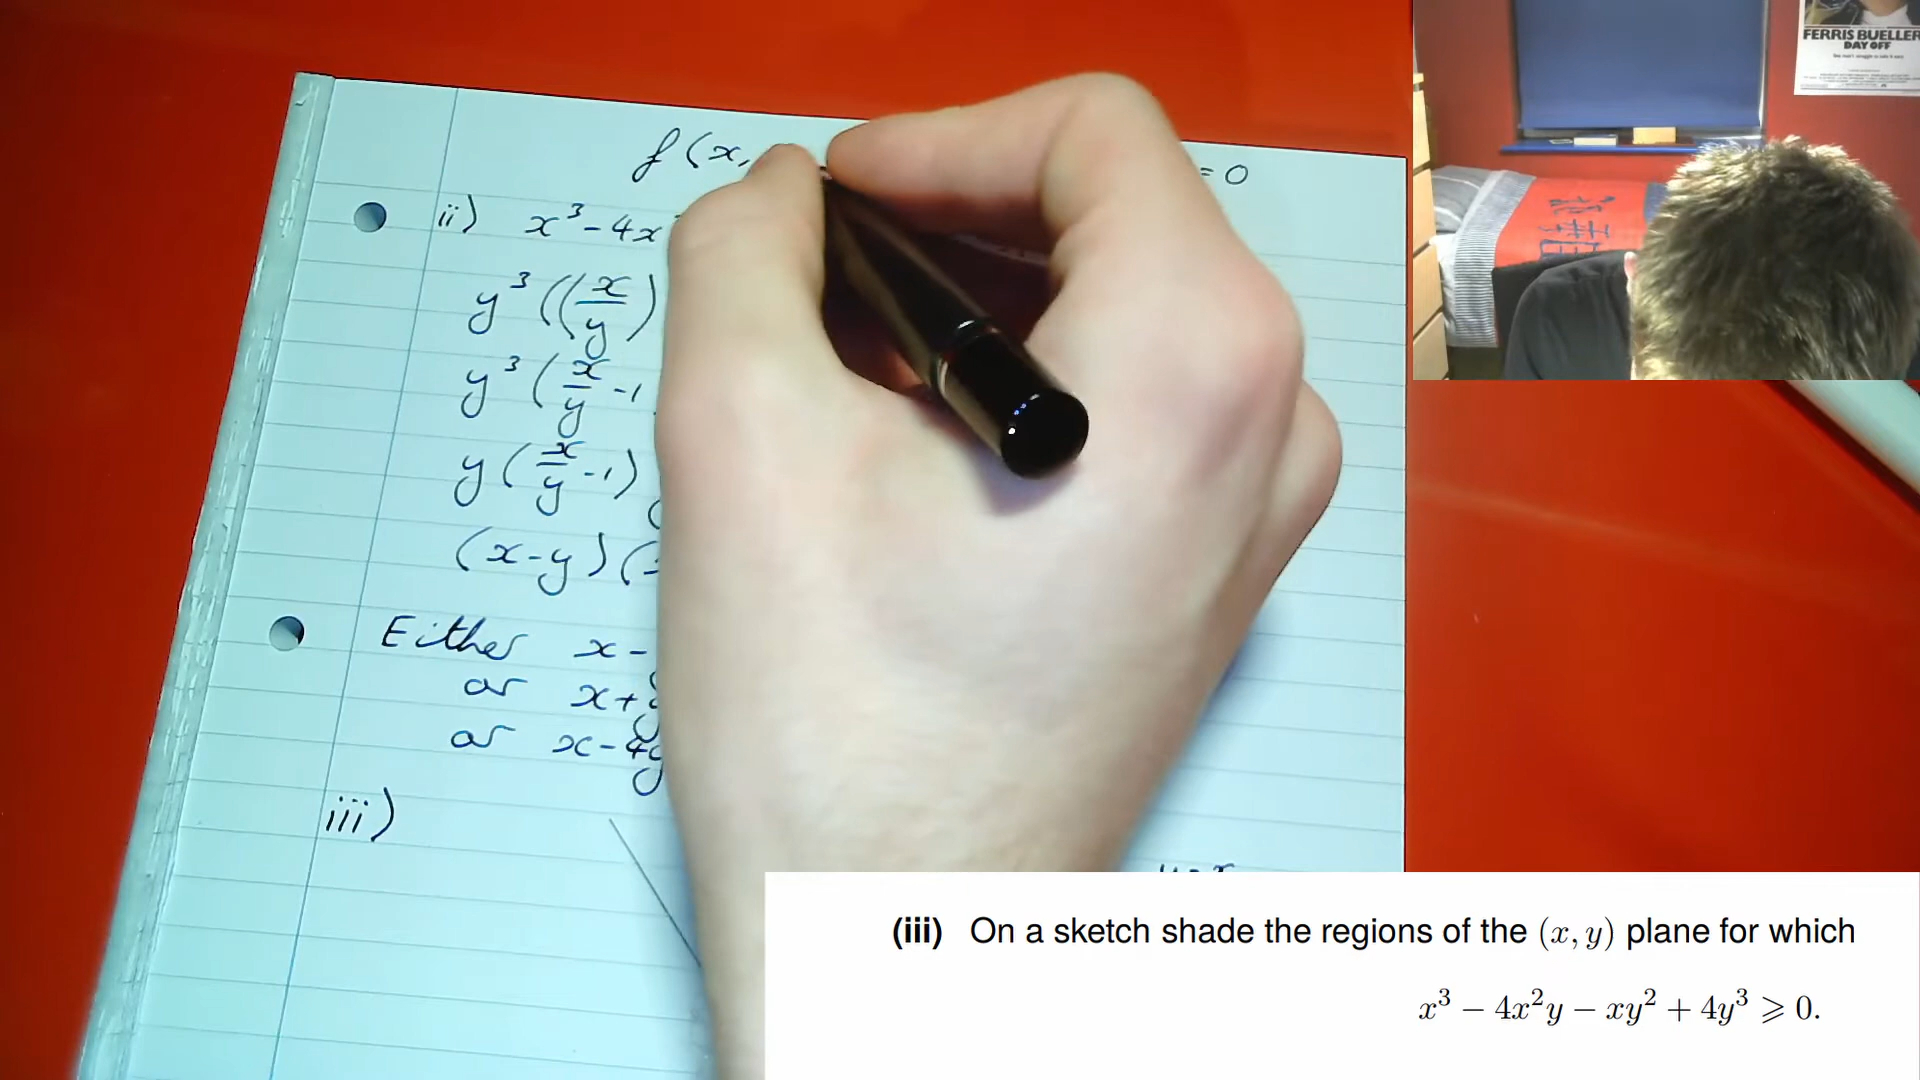 f(x,
= 0
ii) x³ - 4x
y³((x/y)
y³(x/y - 1
y(x/y - 1)
(x-y)(
Either x -
or x + y
or x - 4y
iii)
y = x
(iii) On a sketch shade the regions of the (x, y) plane for which
x³ − 4x²y − xy² + 4y³ ⩾ 0.
FERRIS BUELLER
DAY OFF